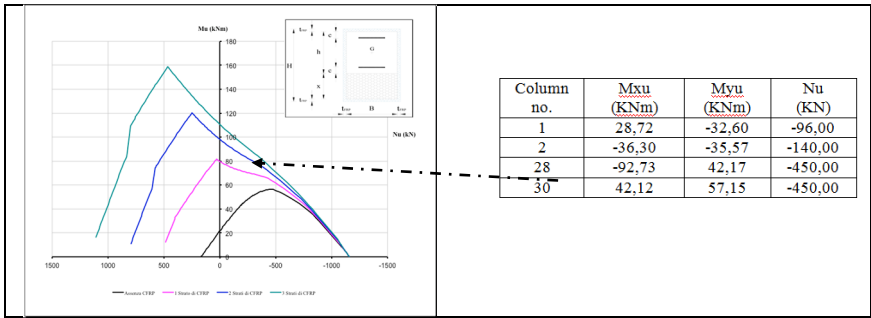 Mu (kNm)
180
160
140
120
100
80
60
40
20
0
Nu (kN)
1500
1000
500
0
-500
-1000
-1500
c
G
h
H
c
x
B
Assenza CFRP
1 Strato di CFRP
2 Strati di CFRP
3 Strati di CFRP
Column no. Mxu (KNm) Myu (KNm) Nu (KN)
1 28,72 -32,60 -96,00
2 -36,30 -35,57 -140,00
28 -92,73 42,17 -450,00
30 42,12 57,15 -450,00